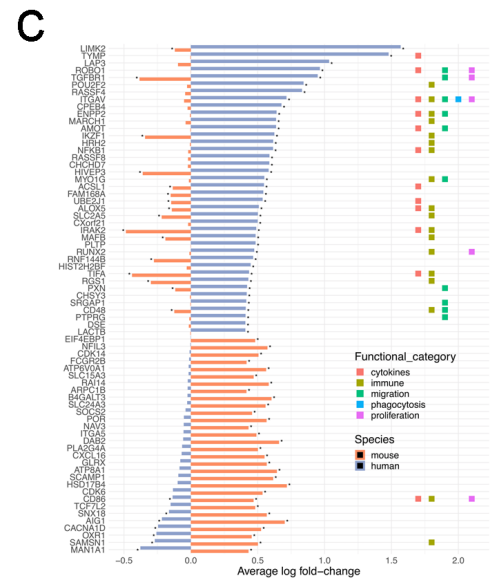 C
LIMK2
TYMP
LAP3
ROBO1
TGFBR1
POU2F2
RASSF4
ITGAV
CPEB4
ENPP2
MARCH1
AMOT
IKZF1
HRH2
NFKB1
RASSF8
CHCHD7
HIVEP3
MYO1G
ACSL1
FAM168A
UBE2J1
ALOX5
SLC2A5
CXorf21
IRAK2
MAFB
PLTP
RUNX2
RNF144B
HIST2H2BF
TIFA
RGS1
PXN
CHSY3
SRGAP1
CD48
PTPRG
DSE
LACTB
EIF4EBP1
NFIL3
CDK14
FCGR2B
ATP6V0A1
SLC15A3
RAI14
ARPC1B
B4GALT3
SLC24A3
SOCS2
POR
NAV3
ITGA5
DAB2
PLA2G4A
CXCL16
GLRX
ATP8A1
SCAMP1
HSD17B4
CDK6
CD86
TCF7L2
SNX18
AIG1
CACNA1D
OXR1
SAMSN1
MAN1A1
Functional_category
cytokines
immune
migration
phagocytosis
proliferation
Species
mouse
human
−0.5 0.0 0.5 1.0 1.5 2.0
Average log fold−change